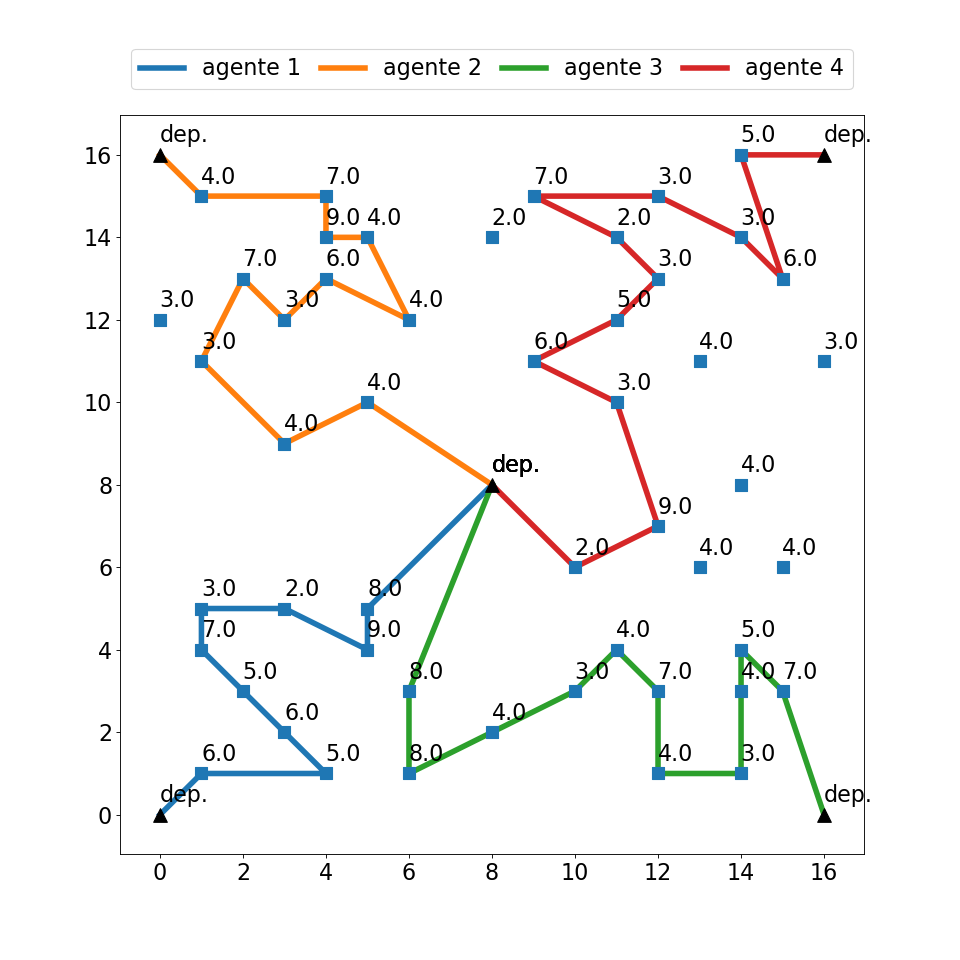 agente 1 agente 2 agente 3 agente 4
5.0 dep.
dep.
16
4.0 7.0 7.0 3.0
9.0 4.0 2.0 2.0 3.0
14
7.0 6.0 3.0 6.0
3.0 3.0 4.0 5.0
12
3.0 6.0 4.0 3.0
4.0 3.0
10
4.0
dep. 4.0
8
9.0
2.0 4.0 4.0
6
3.0 2.0 8.0
7.0 9.0 4.0 5.0
4
5.0 8.0 3.0 7.0 4.0 7.0
6.0 4.0
2
6.0 5.0 8.0 4.0 3.0
dep. dep.
0
0 2 4 6 8 10 12 14 16